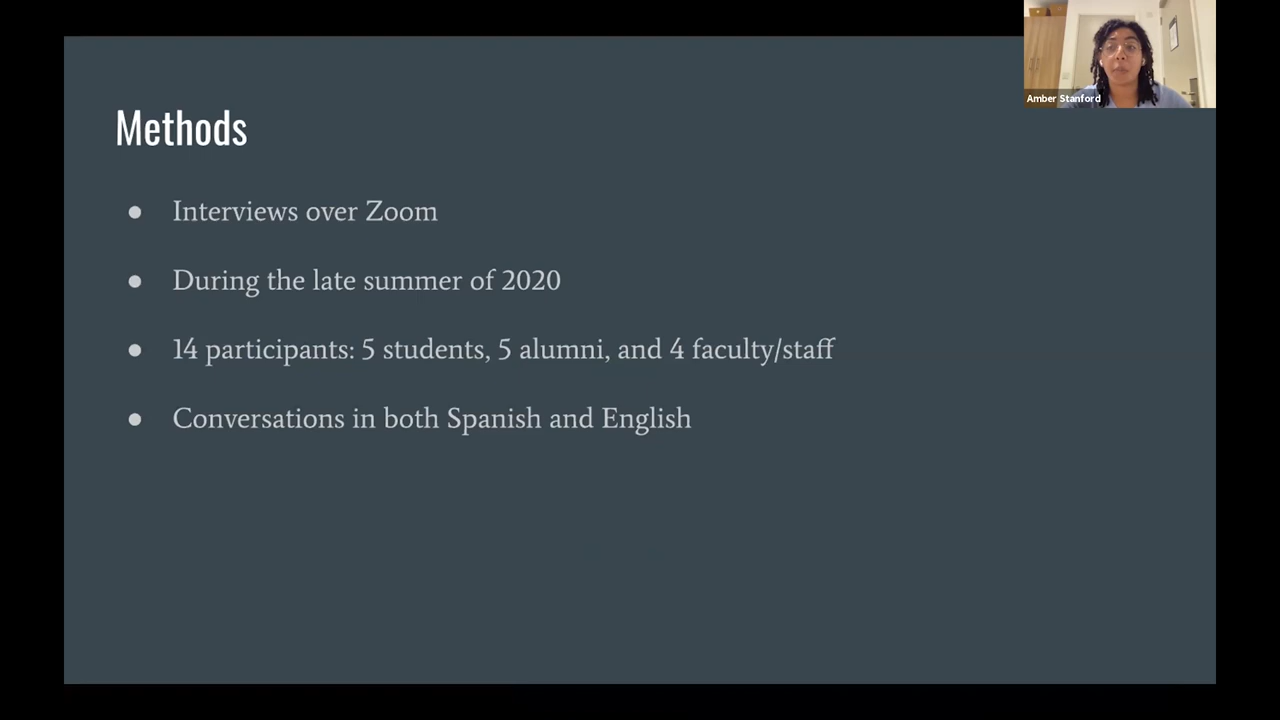 Amber Stanford
Methods
● Interviews over Zoom
● During the late summer of 2020
● 14 participants: 5 students, 5 alumni, and 4 faculty/staff
● Conversations in both Spanish and English